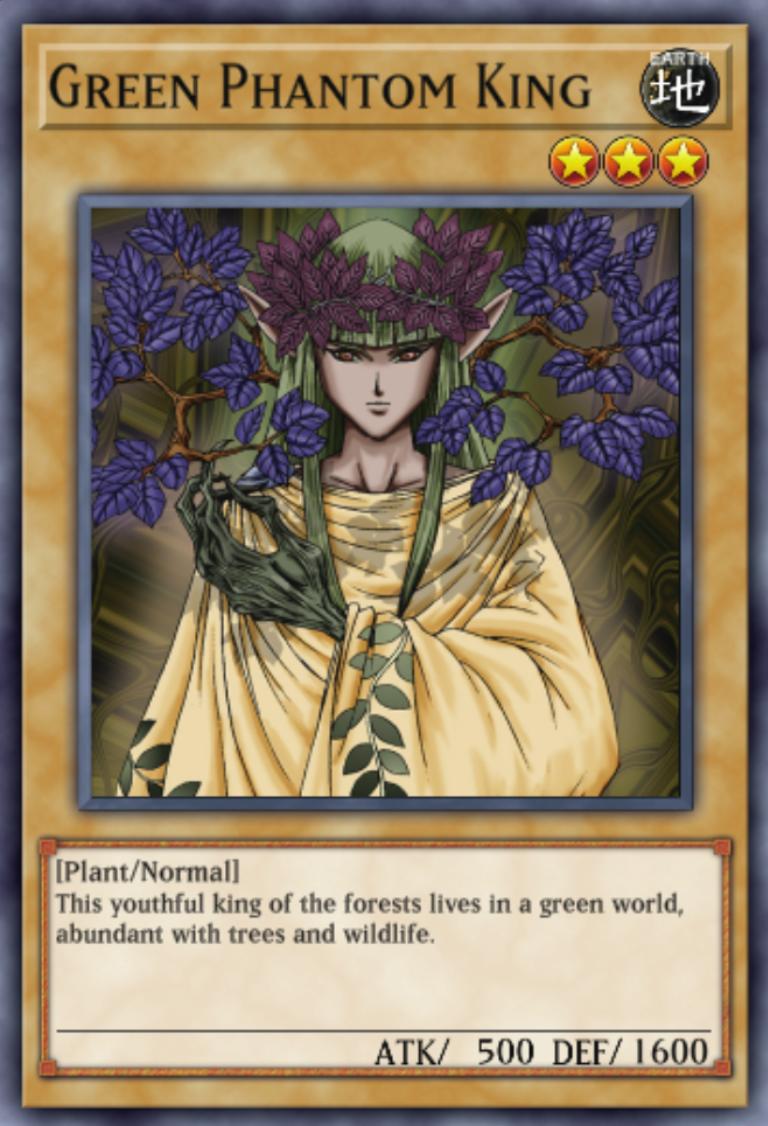 Green Phantom King
EARTH
地
[Plant/Normal]
This youthful king of the forests lives in a green world,
abundant with trees and wildlife.
ATK/ 500 DEF/ 1600